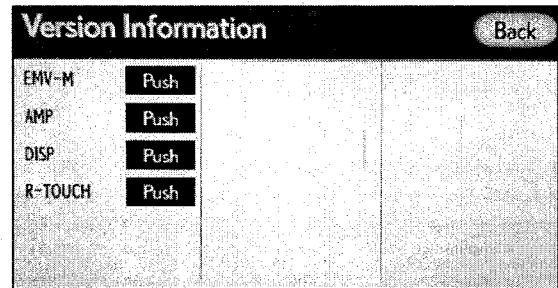 Version Information Back
EMV-M Push
AMP Push
DISP Push
R-TOUCH Push